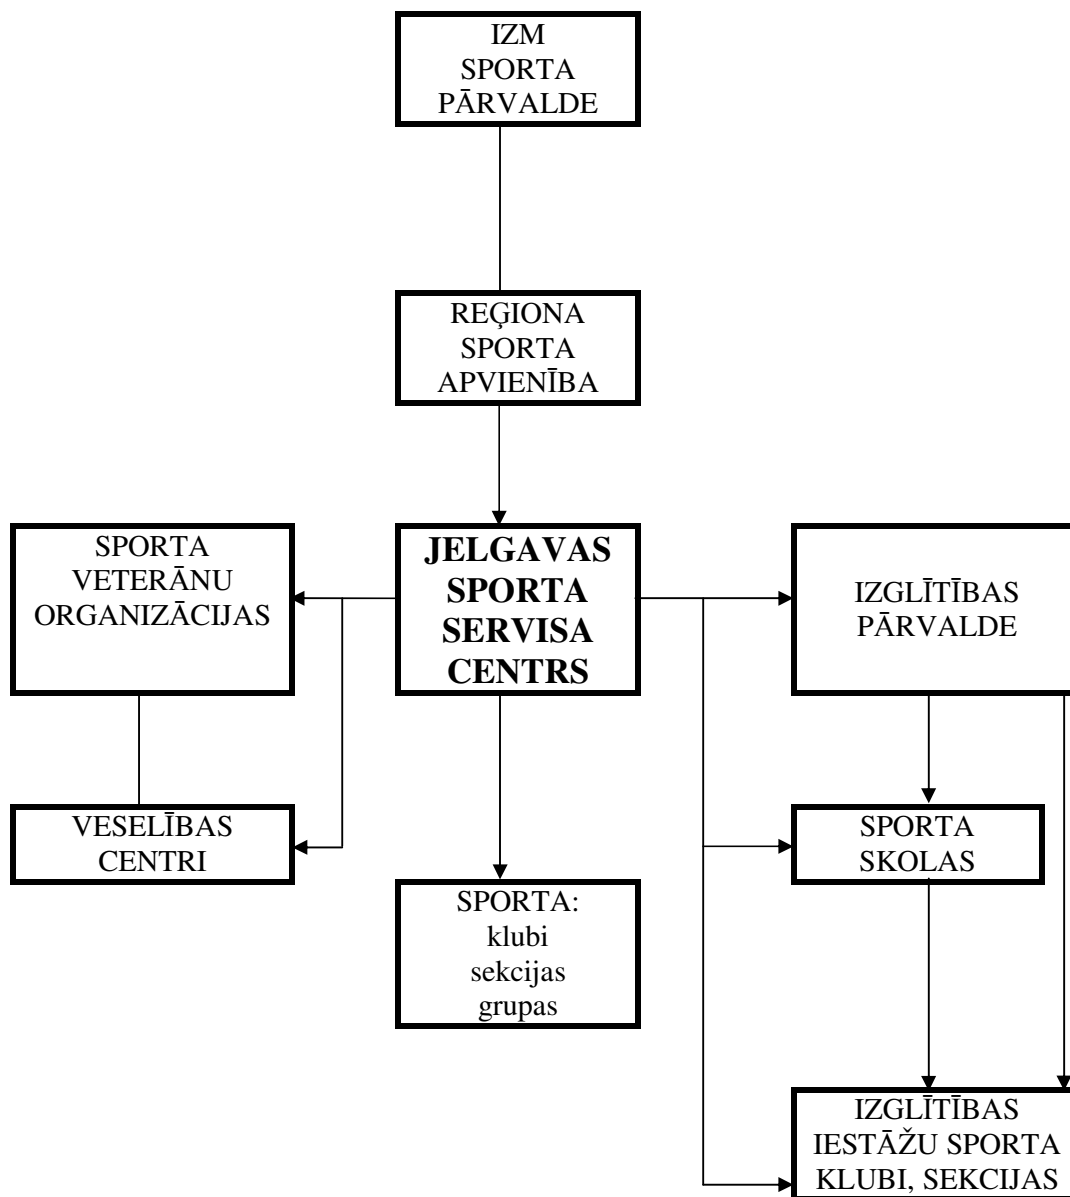 IZM
SPORTA
PĀRVALDE
REĢIONA
SPORTA
APVIENĪBA
SPORTA
VETERĀNU
ORGANIZĀCIJAS
JELGAVAS
SPORTA
SERVISA
CENTRS
IZGLĪTĪBAS
PĀRVALDE
VESELĪBAS
CENTRI
SPORTA
SKOLAS
SPORTA:
klubi
sekcijas
grupas
IZGLĪTĪBAS
IESTĀŽU SPORTA
KLUBI, SEKCIJAS